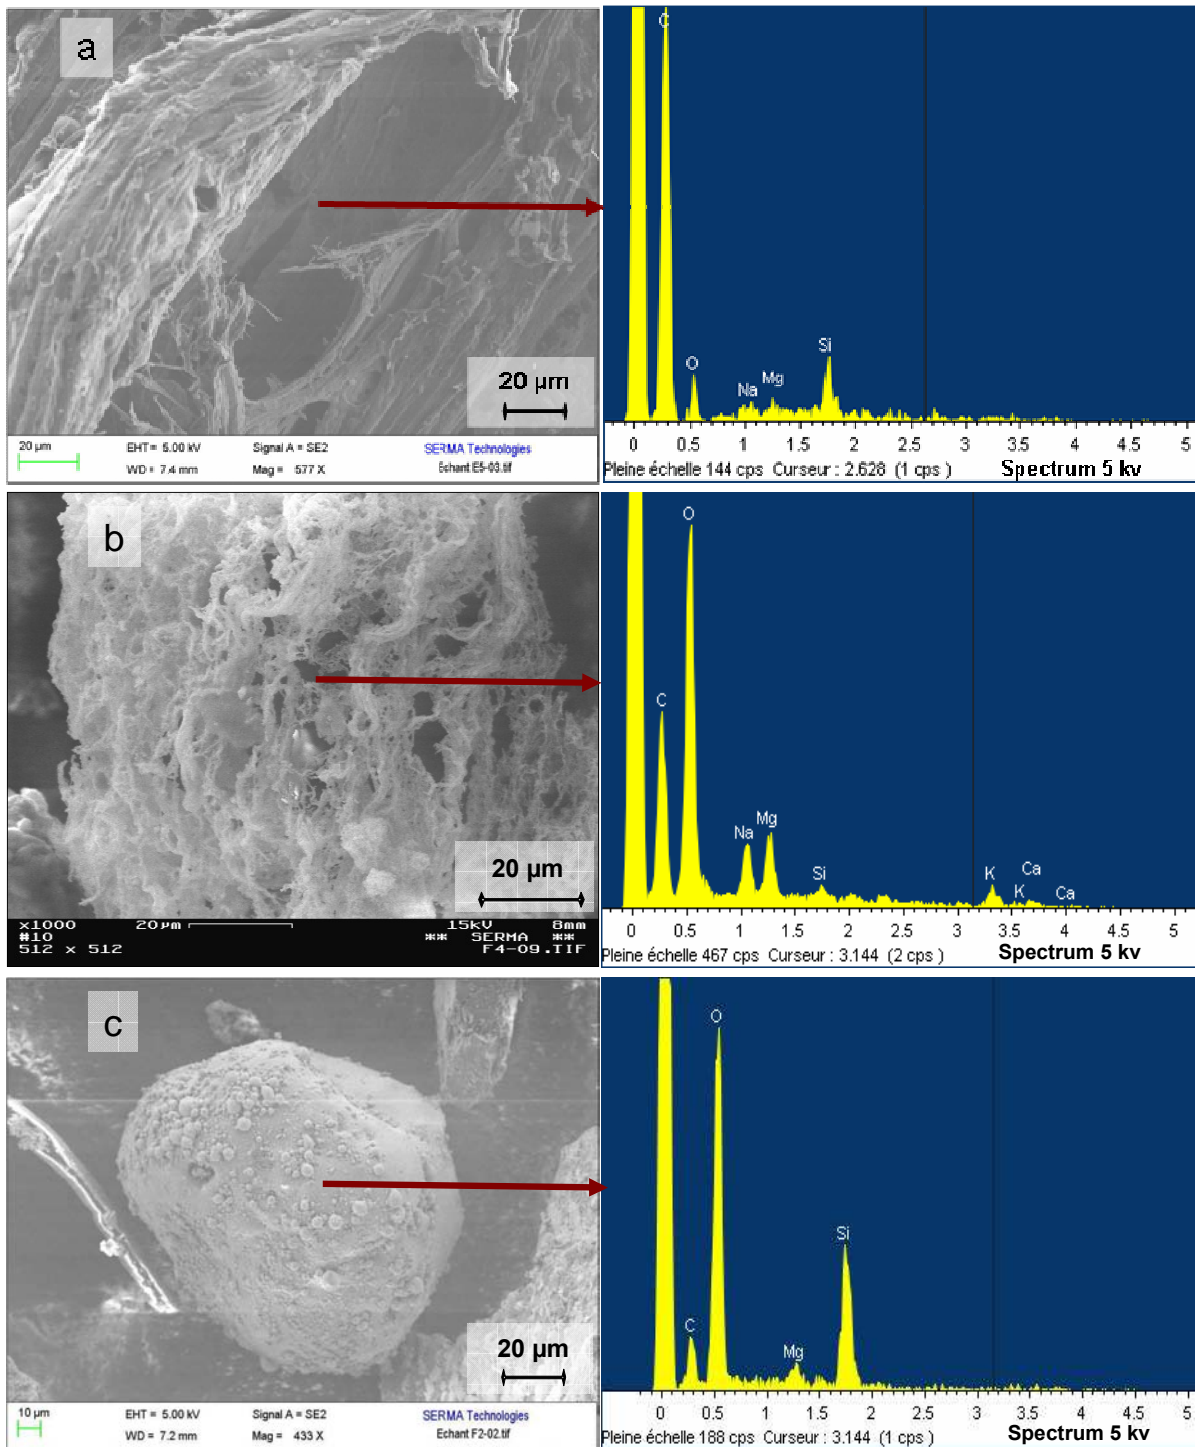 a
20 µm
20 µm EHT = 5.00 kV Signal A = SE2 SERMA Technologies
WD = 7.4 mm Mag = 577 X Echant E5-03.tif
C
O
Na
Mg
Si
0 0.5 1 1.5 2 2.5 3 3.5 4 4.5 5
Pleine échelle 144 cps Curseur : 2.628 (1 cps ) Spectrum 5 kv
b
20 µm
x1000 20µm 15kV 8mm
#10 ** SERMA **
512 x 512 F4-09.TIF
O
C
Na
Mg
Si
K
K
Ca
Ca
0 0.5 1 1.5 2 2.5 3 3.5 4 4.5 5
Pleine échelle 467 cps Curseur : 3.144 (2 cps ) Spectrum 5 kv
c
20 µm
10 µm EHT = 5.00 kV Signal A = SE2 SERMA Technologies
WD = 7.2 mm Mag = 433 X Echant F2-02.tif
O
C
Mg
Si
0 0.5 1 1.5 2 2.5 3 3.5 4 4.5 5
Pleine échelle 188 cps Curseur : 3.144 (1 cps ) Spectrum 5 kv